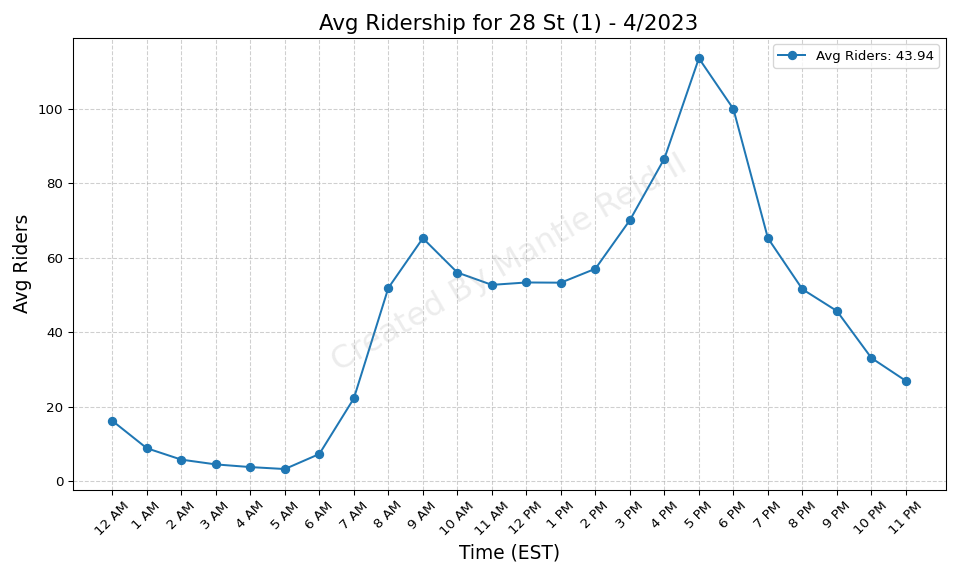 Avg Ridership for 28 St (1) - 4/2023
Avg Riders: 43.94
Avg Riders
100
80
60
40
20
0
12 AM
1 AM
2 AM
3 AM
4 AM
5 AM
6 AM
7 AM
8 AM
9 AM
10 AM
11 AM
12 PM
1 PM
2 PM
3 PM
4 PM
5 PM
6 PM
7 PM
8 PM
9 PM
10 PM
11 PM
Time (EST)
Created By Mantie Reid II